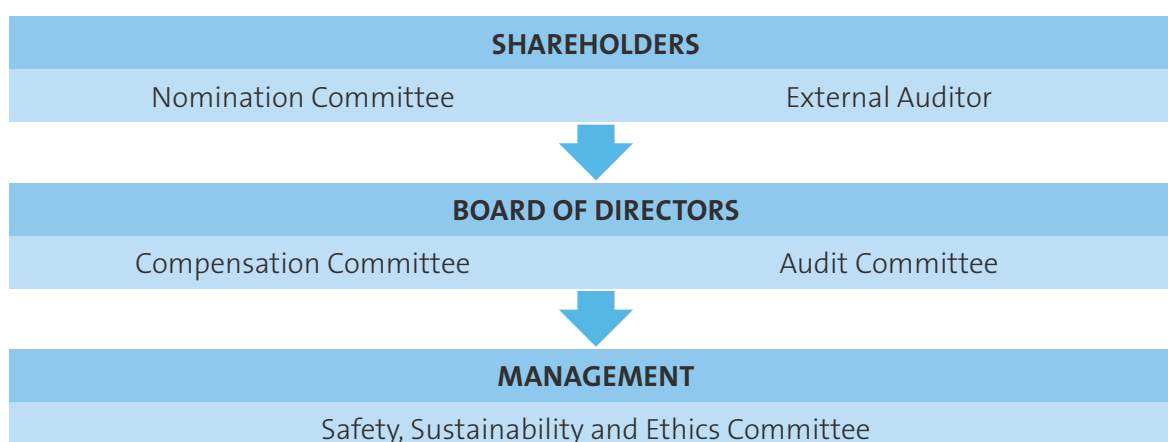 SHAREHOLDERS
Nomination Committee External Auditor
BOARD OF DIRECTORS
Compensation Committee Audit Committee
MANAGEMENT
Safety, Sustainability and Ethics Committee